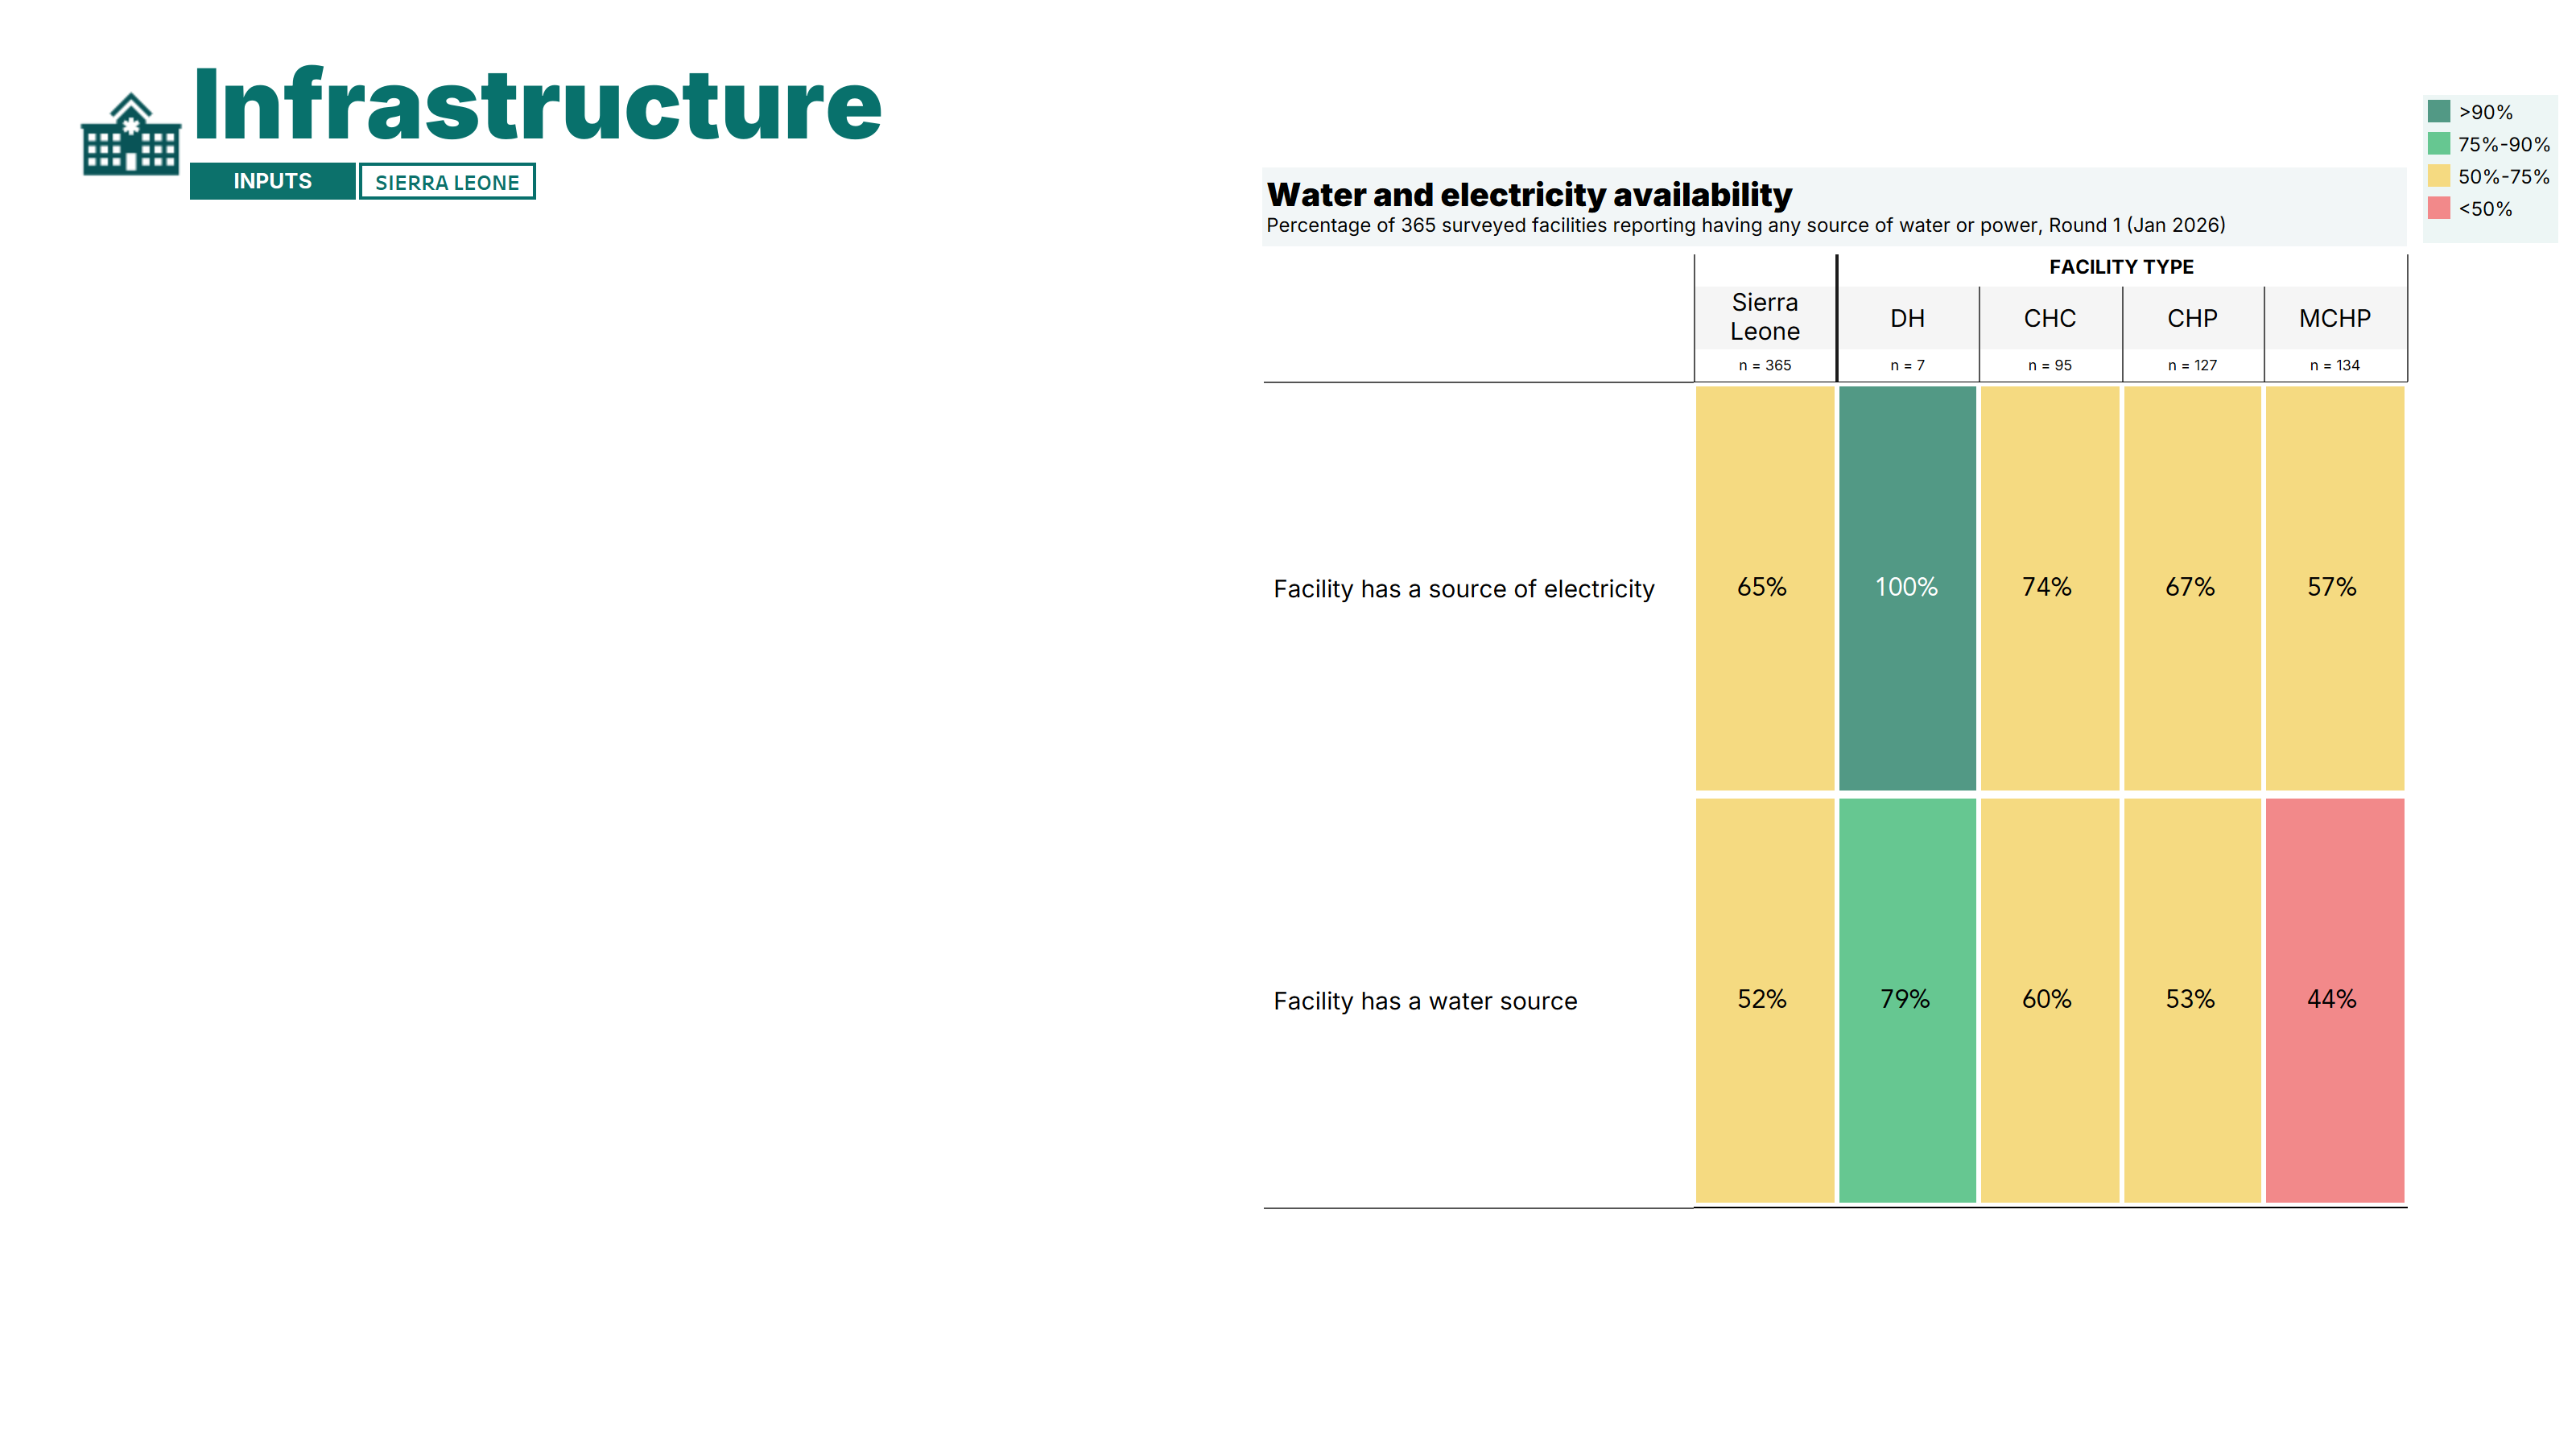 Infrastructure
INPUTS
SIERRA LEONE
>90%
75%-90%
50%-75%
<50%
Water and electricity availability
Percentage of 365 surveyed facilities reporting having any source of water or power, Round 1 (Jan 2026)
FACILITY TYPE
Sierra
Leone
DH
CHC
CHP
MCHP
n = 365
n = 7
n = 95
n = 127
n = 134
Facility has a source of electricity
65%
100%
74%
67%
57%
Facility has a water source
52%
79%
60%
53%
44%